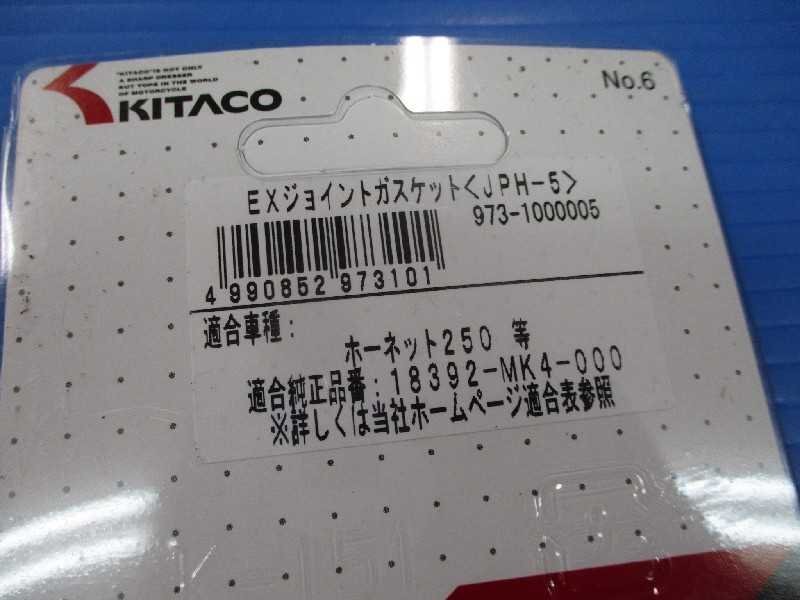 "KITACO" IS NOT ONLY
A SHARP DRESSER
BUT TOPS IN THE WORLD
OF MOTORCYCLE
KITACO
No.6
EXジョイントガスケット<JPH-5>
973-1000005
4 990852 973101
適合車種:
ホーネット250 等
適合純正品番:18392-MK4-000
※詳しくは当社ホームページ適合表参照